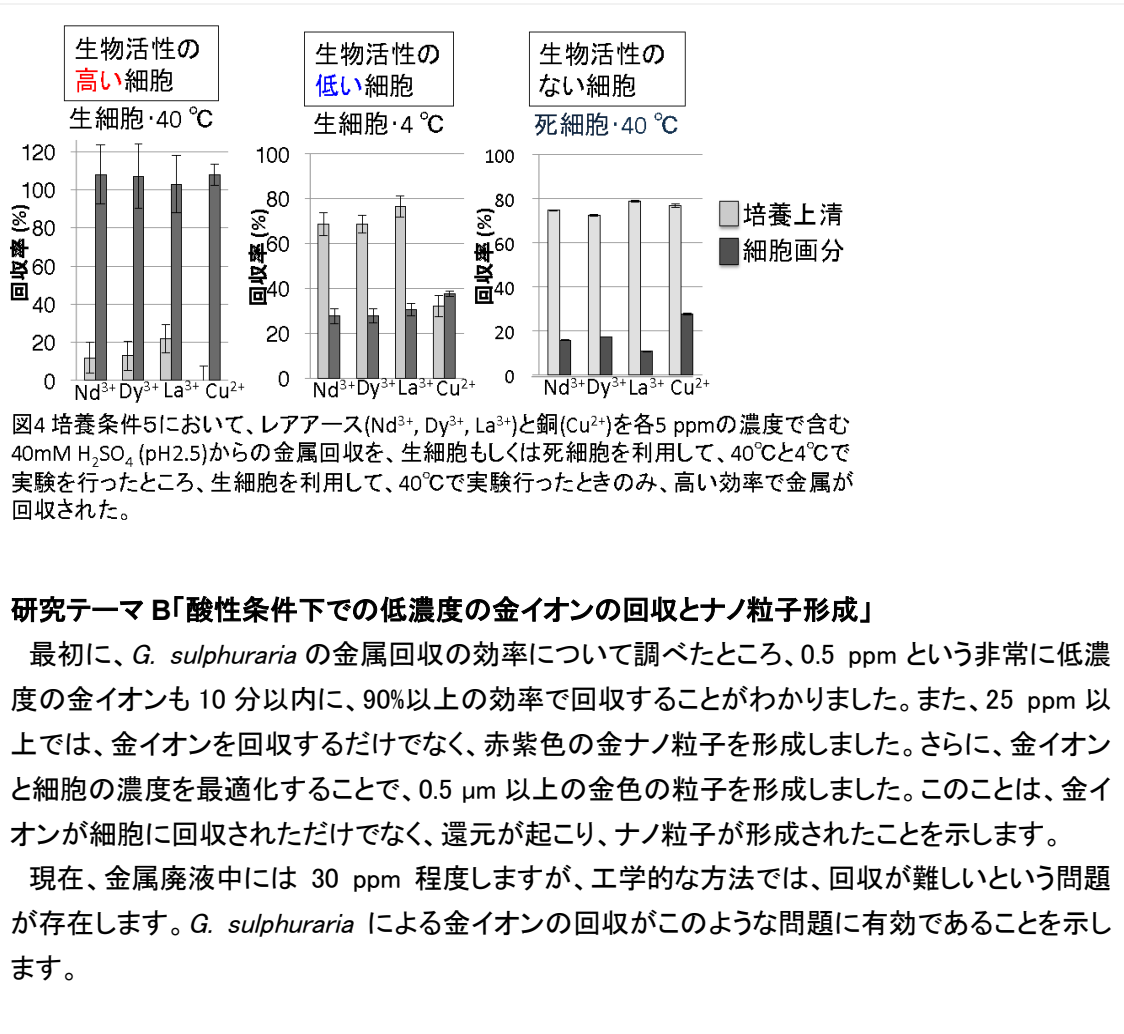 生物活性の
高い細胞
生細胞・40 ℃
生物活性の
低い細胞
生細胞・4 ℃
生物活性の
ない細胞
死細胞・40 ℃
回収率 (%)
120
100
80
60
40
20
0
Nd³⁺ Dy³⁺ La³⁺ Cu²⁺
回収率 (%)
100
80
60
40
20
0
Nd³⁺ Dy³⁺ La³⁺ Cu²⁺
回収率 (%)
100
80
60
40
20
0
Nd³⁺ Dy³⁺ La³⁺ Cu²⁺
培養上清
細胞画分
図4 培養条件5において、レアアース(Nd³⁺, Dy³⁺, La³⁺)と銅(Cu²⁺)を各5 ppmの濃度で含む
40mM H₂SO₄ (pH2.5)からの金属回収を、生細胞もしくは死細胞を利用して、40℃と4℃で
実験を行ったところ、生細胞を利用して、40℃で実験行ったときのみ、高い効率で金属が
回収された。
研究テーマ B「酸性条件下での低濃度の金イオンの回収とナノ粒子形成」
最初に、G. sulphuraria の金属回収の効率について調べたところ、0.5 ppm という非常に低濃
度の金イオンも 10 分以内に、90%以上の効率で回収することがわかりました。また、25 ppm 以
上では、金イオンを回収するだけでなく、赤紫色の金ナノ粒子を形成しました。さらに、金イオン
と細胞の濃度を最適化することで、0.5 μm 以上の金色の粒子を形成しました。このことは、金イ
オンが細胞に回収されただけでなく、還元が起こり、ナノ粒子が形成されたことを示します。
現在、金属廃液中には 30 ppm 程度しますが、工学的な方法では、回収が難しいという問題
が存在します。G. sulphuraria による金イオンの回収がこのような問題に有効であることを示し
ます。